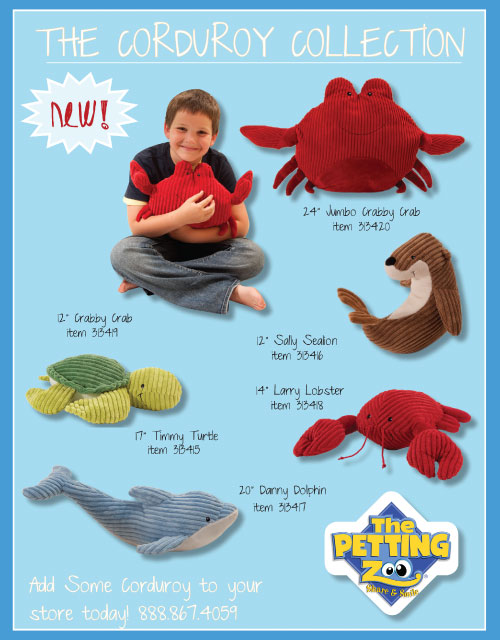 THE CORDUROY COLLECTION
new!
24" Jumbo Crabby Crab
item 313420
12" Crabby Crab
item 313419
12" Sally Sealion
item 313416
14" Larry Lobster
item 313418
17" Timmy Turtle
item 313415
20" Danny Dolphin
item 313417
The
PETTING
Zoo
Add Some Corduroy to your
store today! 888.867.4059